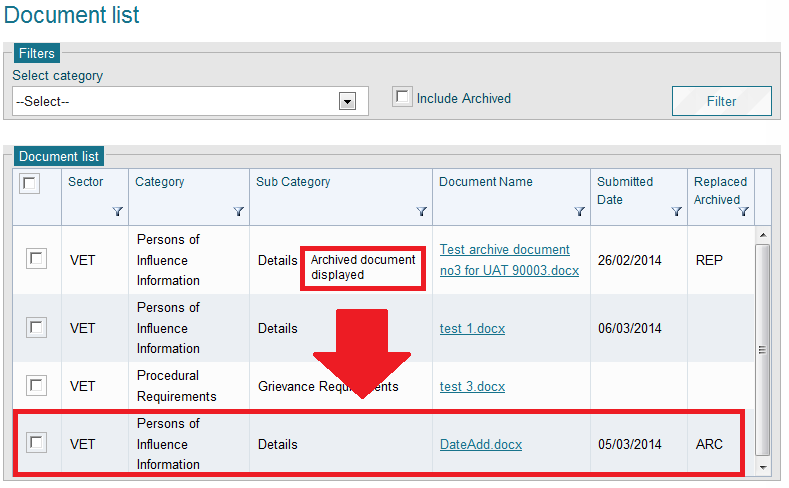 Document list
Filters
Select category
--Select--
Include Archived
Filter
Document list
Sector
Category
Sub Category
Document Name
Submitted
Date
Replaced
Archived
VET
Persons of
Influence
Information
Details
Archived document
displayed
Test archive document
no3 for UAT 90003.docx
26/02/2014
REP
VET
Persons of
Influence
Information
Details
test 1.docx
06/03/2014
VET
Procedural
Requirements
Grievance Requirements
test 3.docx
VET
Persons of
Influence
Information
Details
DateAdd.docx
05/03/2014
ARC